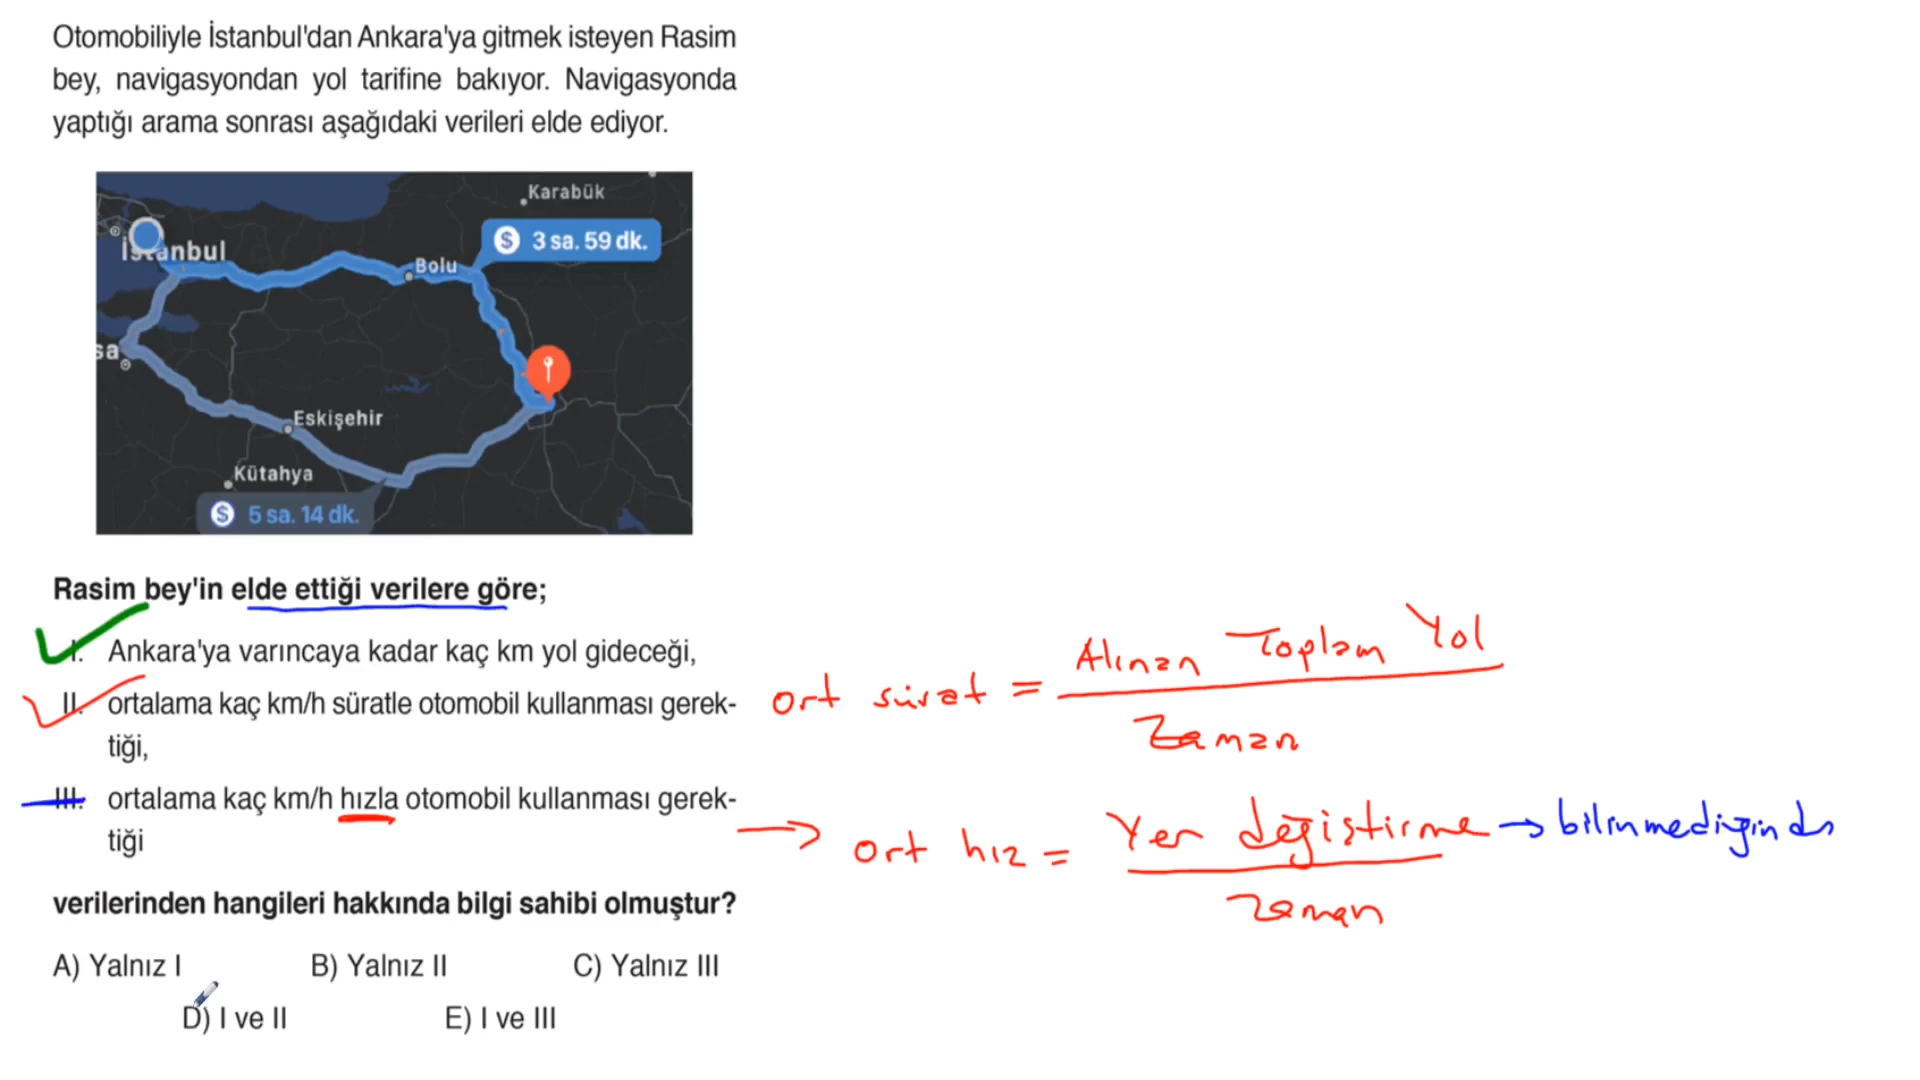 Otomobiliyle İstanbul'dan Ankara'ya gitmek isteyen Rasim
bey, navigasyondan yol tarifine bakıyor. Navigasyonda
yaptığı arama sonrası aşağıdaki verileri elde ediyor.
Karabük
3 sa. 59 dk.
İstanbul
Bolu
sa
Eskişehir
Kütahya
5 sa. 14 dk.
Rasim bey'in elde ettiği verilere göre;
I. Ankara'ya varıncaya kadar kaç km yol gideceği,
II. ortalama kaç km/h süratle otomobil kullanması gerek-
tiği,
III. ortalama kaç km/h hızla otomobil kullanması gerek-
tiği
verilerinden hangileri hakkında bilgi sahibi olmuştur?
A) Yalnız I B) Yalnız II C) Yalnız III
D) I ve II E) I ve III
ort sürat = Alınan Toplam Yol
Zaman
ort hız = Yer değiştirme → bilinmediğinde
Zaman